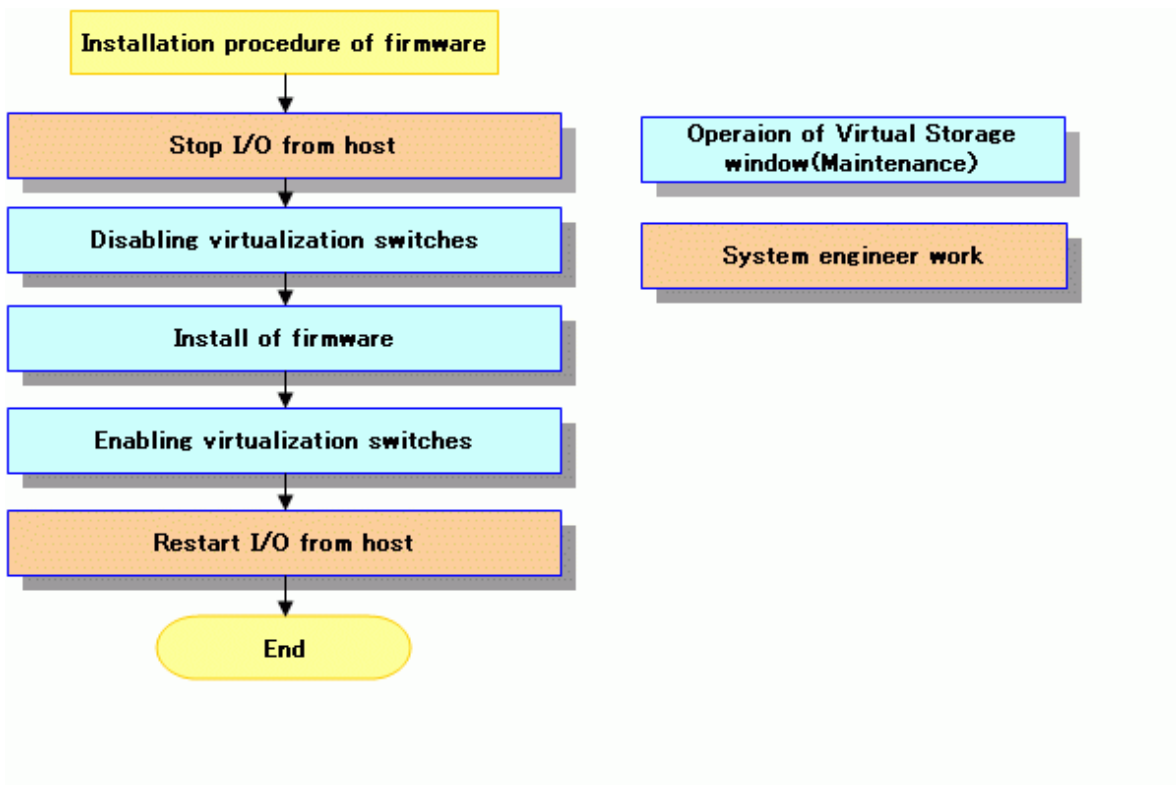 Installation procedure of firmware
Stop I/O from host
Disabling virtualization switches
Install of firmware
Enabling virtualization switches
Restart I/O from host
End
Operaion of Virtual Storage
window(Maintenance)
System engineer work